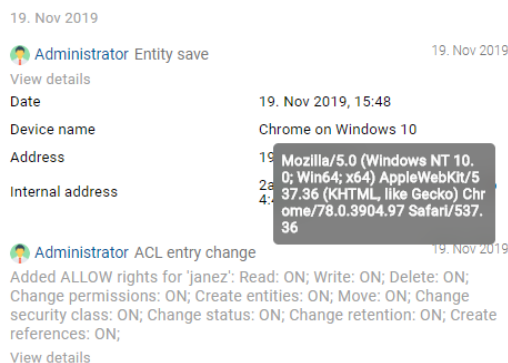 19. Nov 2019
Administrator Entity save 19. Nov 2019
View details
Date 19. Nov 2019, 15:48
Device name Chrome on Windows 10
Address
Mozilla/5.0 (Windows NT 10.
0; Win64; x64) AppleWebKit/5
37.36 (KHTML, like Gecko) Chr
ome/78.0.3904.97 Safari/537.
36
Internal address
Administrator ACL entry change 19. Nov 2019
Added ALLOW rights for 'janez': Read: ON; Write: ON; Delete: ON;
Change permissions: ON; Create entities: ON; Move: ON; Change
security class: ON; Change status: ON; Change retention: ON; Create
references: ON;
View details